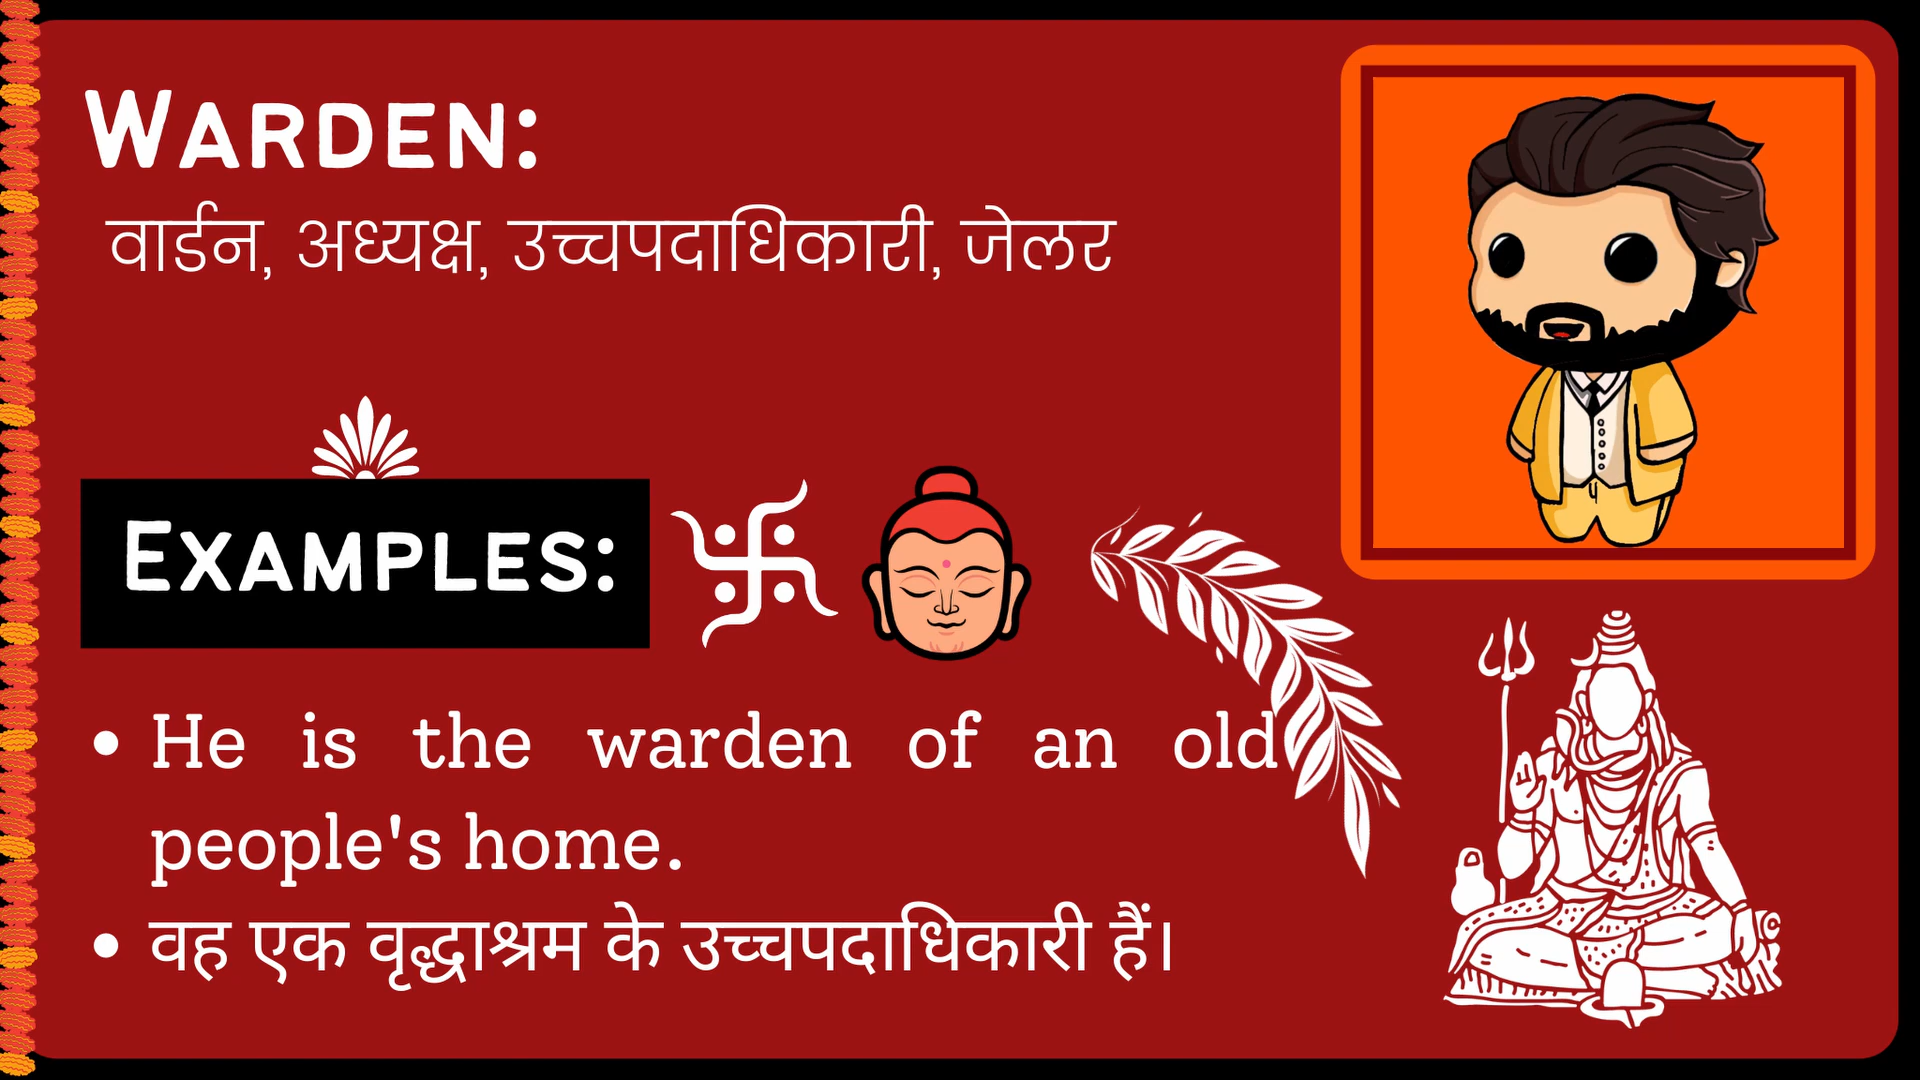 WARDEN:
वार्डन, अध्यक्ष, उच्चपदाधिकारी, जेलर
EXAMPLES:
• He is the warden of an old
people's home.
• वह एक वृद्धाश्रम के उच्चपदाधिकारी हैं।